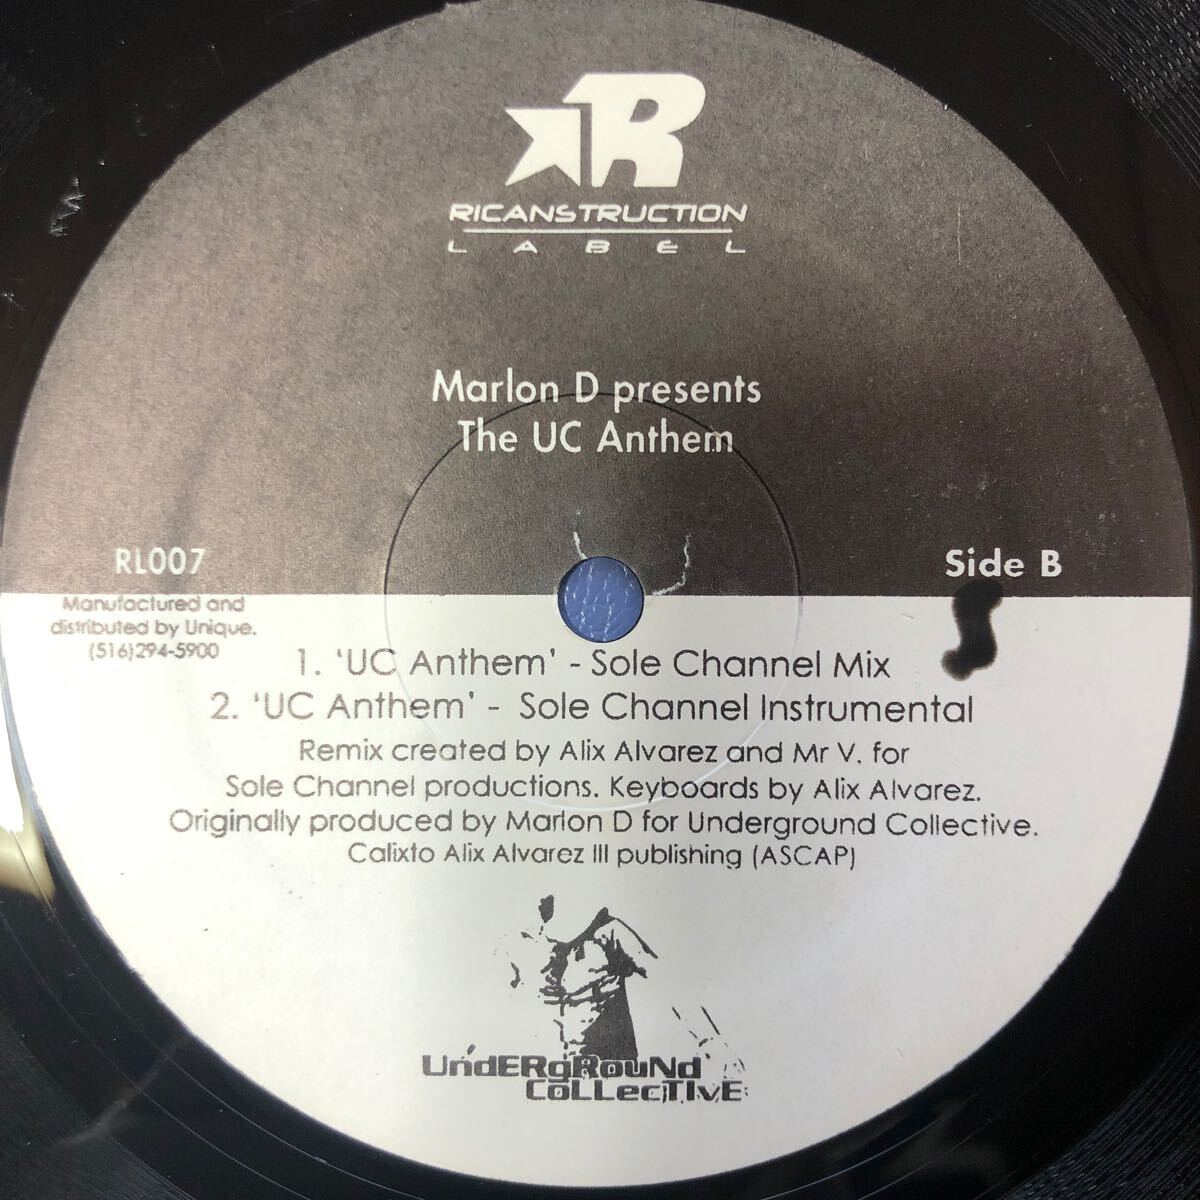 R
RICANSTRUCTION
LABEL
Marlon D presents
The UC Anthem
RL007
Side B
Manufactured and
distributed by Unique.
(516)294-5900
1. 'UC Anthem' - Sole Channel Mix
2. 'UC Anthem' - Sole Channel Instrumental
Remix created by Alix Alvarez and Mr V. for
Sole Channel productions. Keyboards by Alix Alvarez.
Originally produced by Marlon D for Underground Collective.
Calixto Alix Alvarez III publishing (ASCAP)
UndERgRouNd
CoLLecTIvE